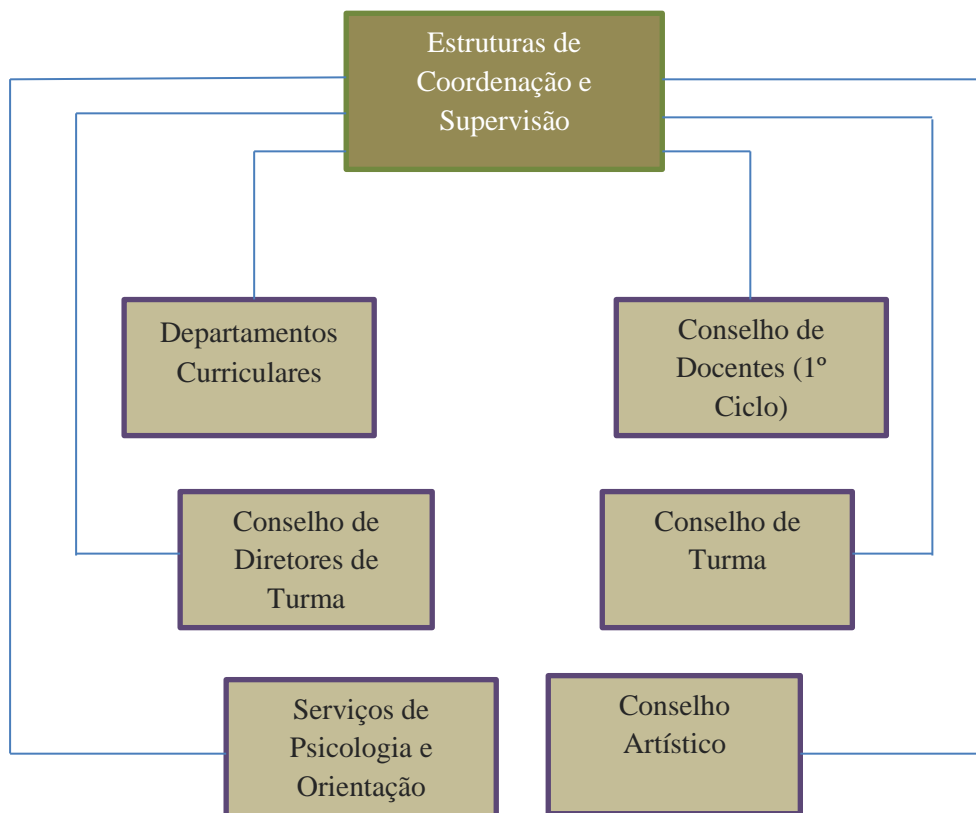 Estruturas de
Coordenação e
Supervisão
Departamentos
Curriculares
Conselho de
Docentes (1º
Ciclo)
Conselho de
Diretores de
Turma
Conselho de
Turma
Serviços de
Psicologia e
Orientação
Conselho
Artístico